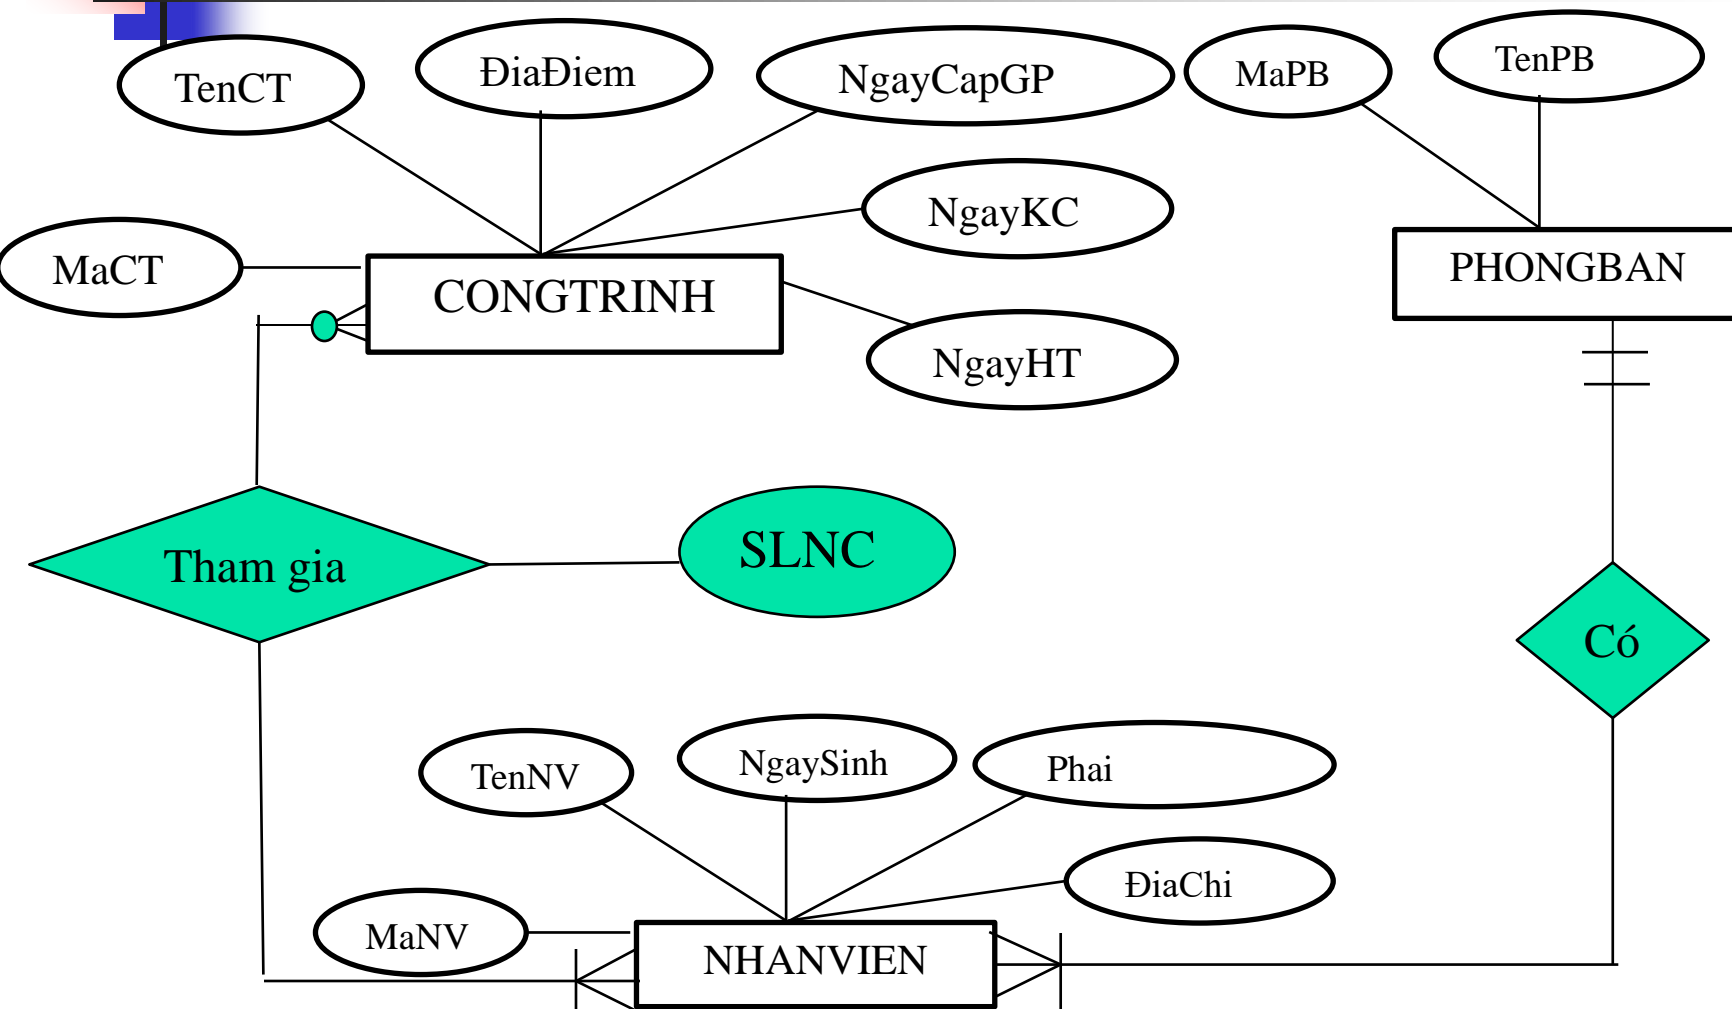 TenCT
ĐiaĐiem
NgayCapGP
MaPB
TenPB
NgayKC
MaCT
CONGTRINH
PHONGBAN
NgayHT
Tham gia
SLNC
Có
TenNV
NgaySinh
Phai
ĐiaChi
MaNV
NHANVIEN